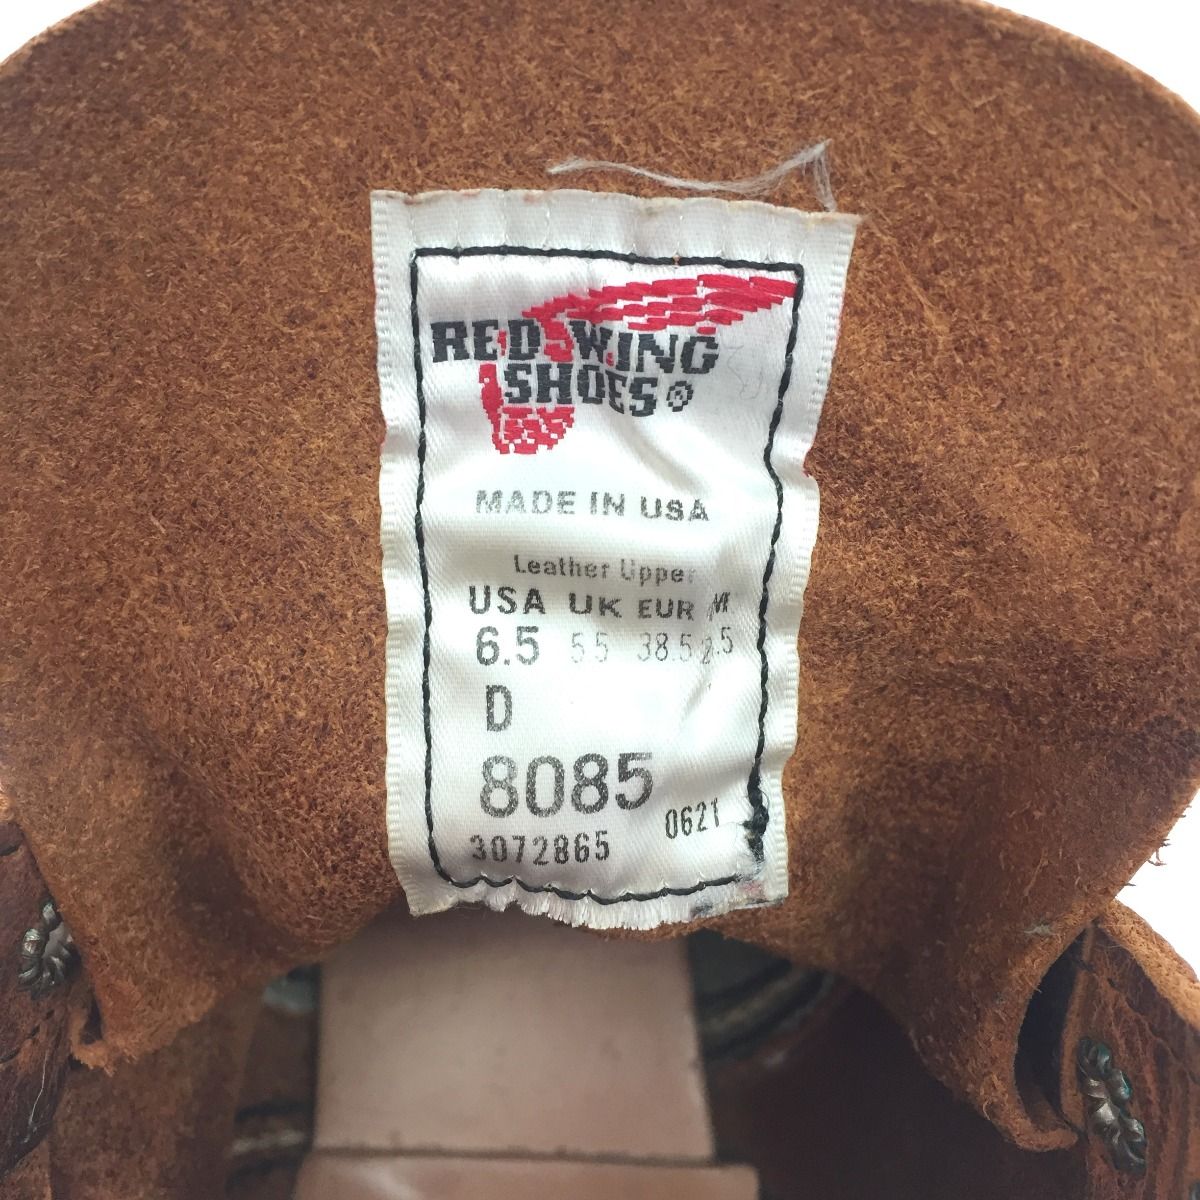 RED WING
SHOES®
MADE IN USA
Leather Upper
USA UK EUR
6.5 5.5 38.5
D
8085
3072865 0621